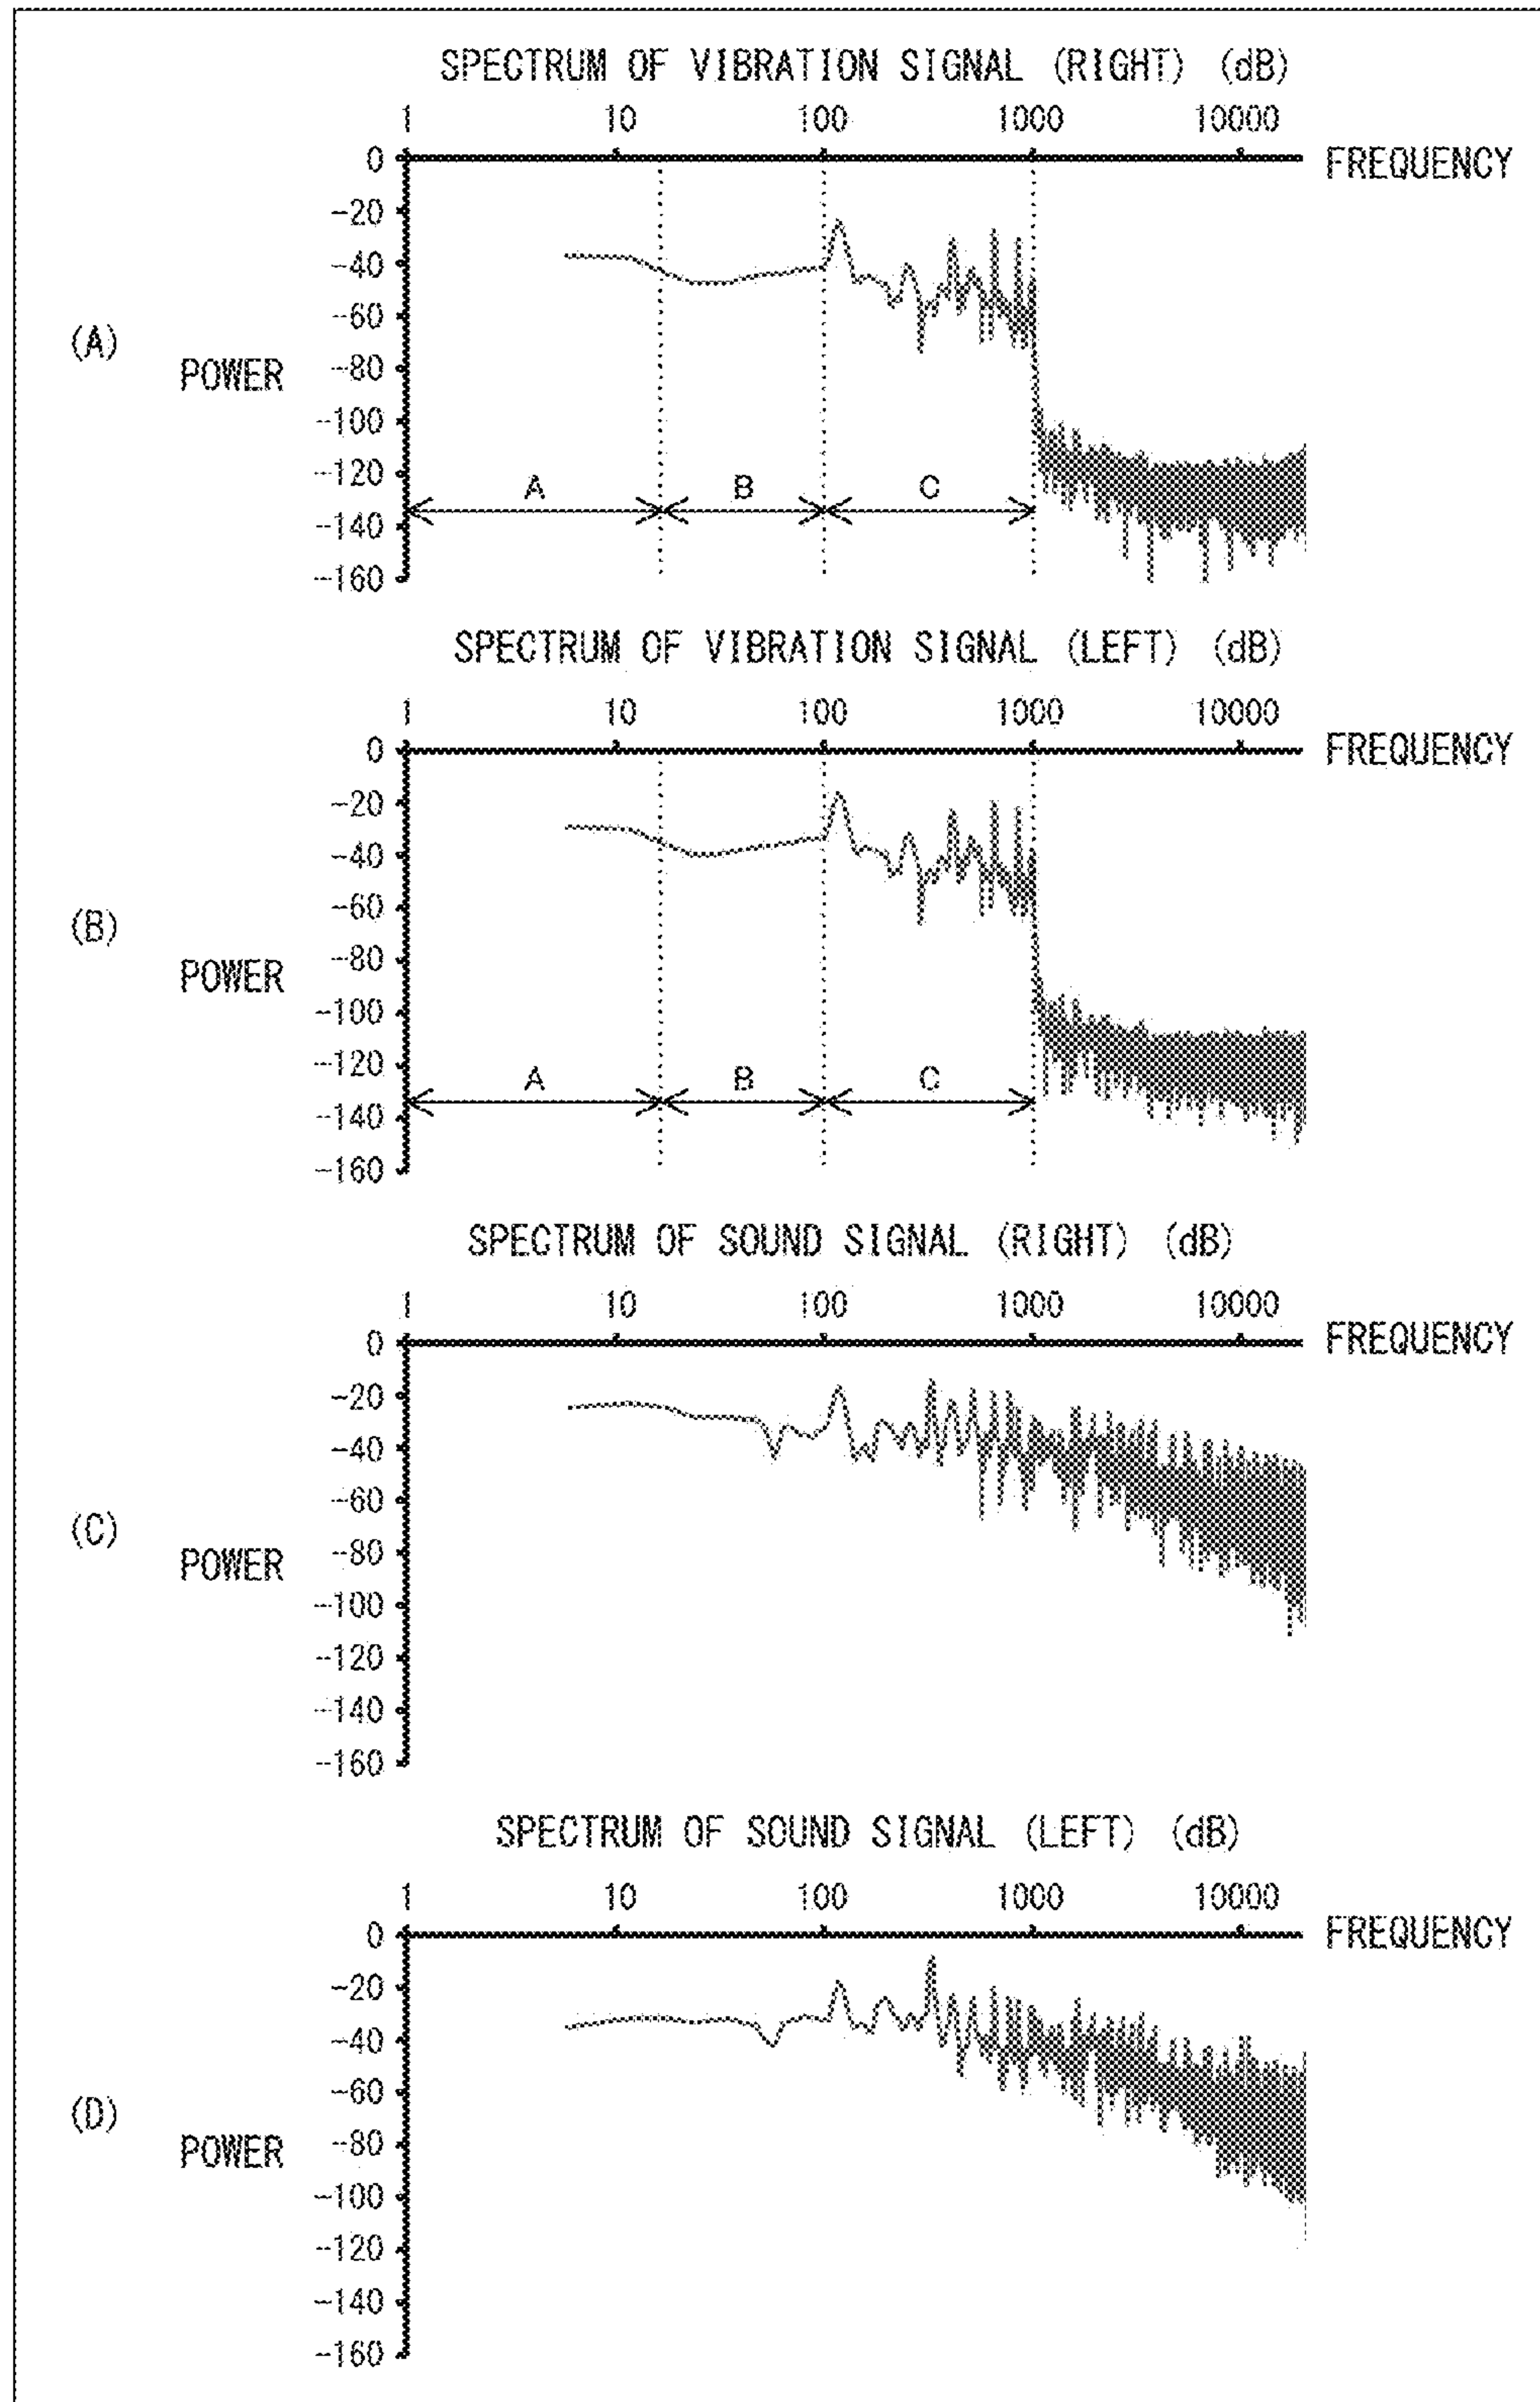 SPECTRUM OF VIBRATION SIGNAL (RIGHT) (dB)
1 10 100 1000 10000
FREQUENCY
(A)
POWER
0
-20
-40
-60
-80
-100
-120
-140
-160
A B C
SPECTRUM OF VIBRATION SIGNAL (LEFT) (dB)
1 10 100 1000 10000
FREQUENCY
(B)
POWER
0
-20
-40
-60
-80
-100
-120
-140
-160
A B C
SPECTRUM OF SOUND SIGNAL (RIGHT) (dB)
1 10 100 1000 10000
FREQUENCY
(C)
POWER
0
-20
-40
-60
-80
-100
-120
-140
-160
SPECTRUM OF SOUND SIGNAL (LEFT) (dB)
1 10 100 1000 10000
FREQUENCY
(D)
POWER
0
-20
-40
-60
-80
-100
-120
-140
-160